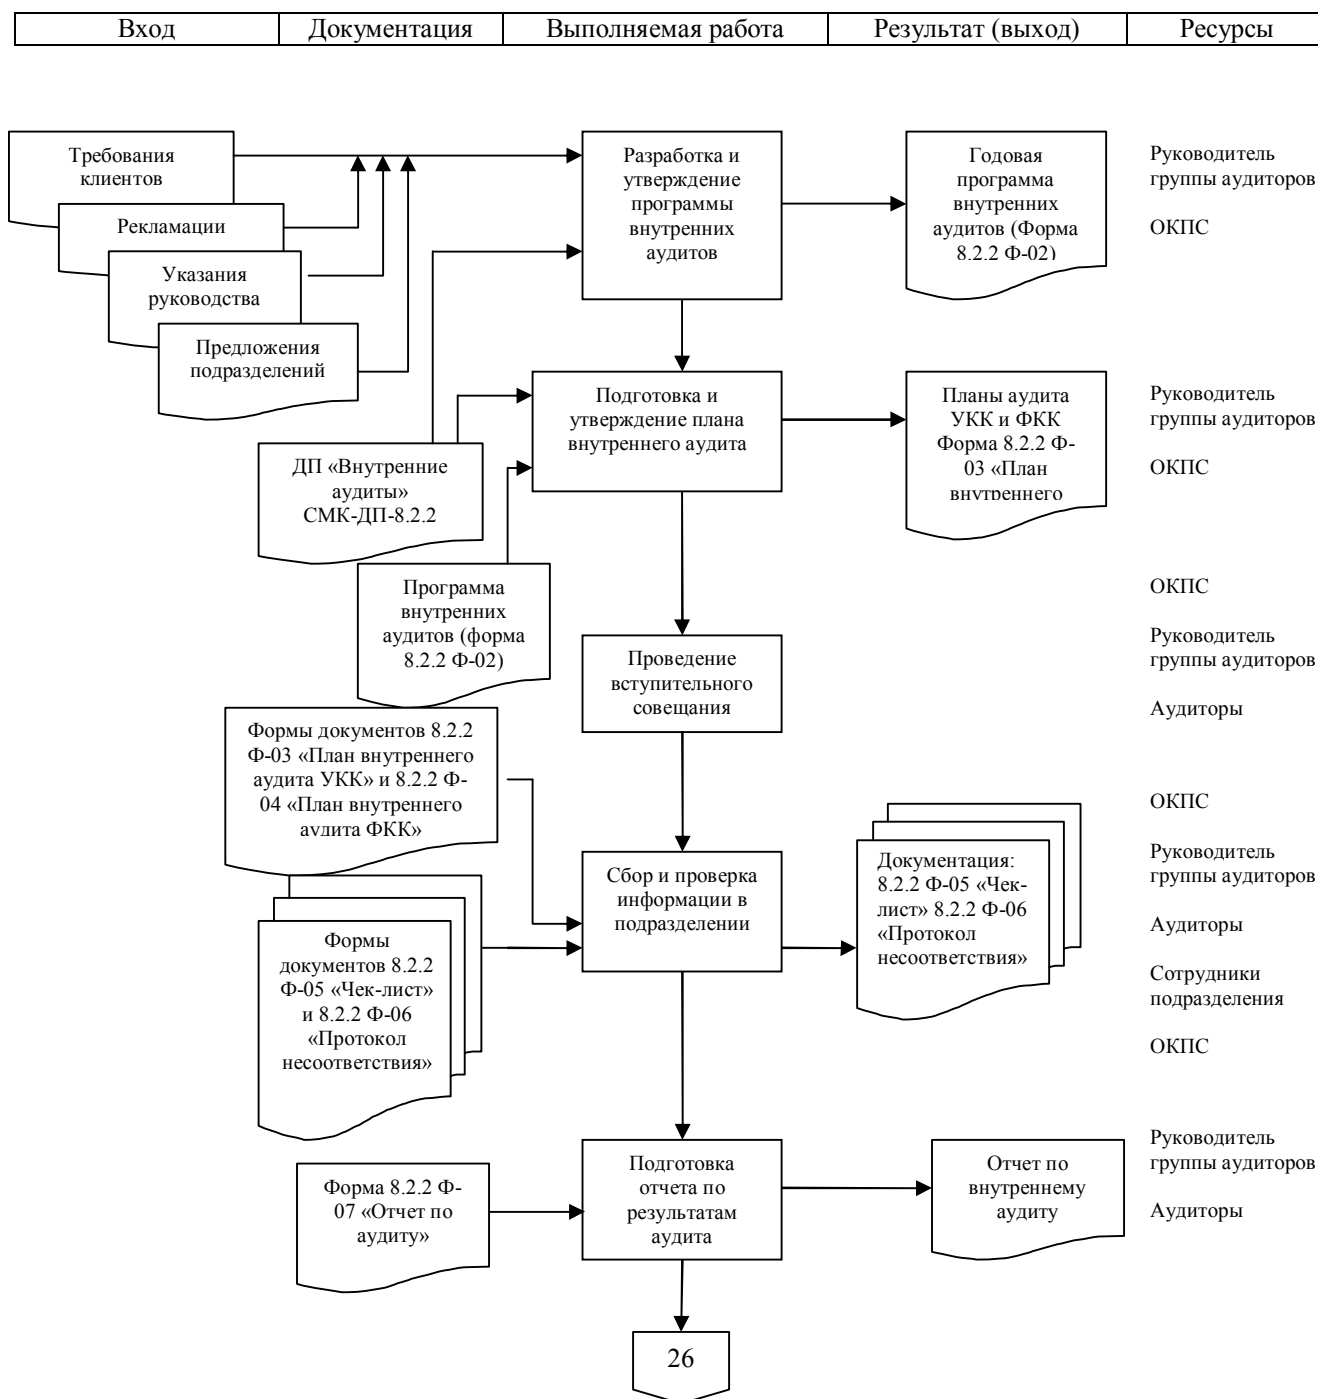 Вход
Документация
Выполняемая работа
Результат (выход)
Ресурсы
Требования
клиентов
Рекламации
Указания
руководства
Предложения
подразделений
Разработка и
утверждение
программы
внутренних
аудитов
Годовая
программа
внутренних
аудитов (Форма
8.2.2 Ф-02)
Руководитель
группы аудиторов
ОКПС
ДП «Внутренние
аудиты»
СМК-ДП-8.2.2
Подготовка и
утверждение плана
внутреннего аудита
Планы аудита
УКК и ФКК
Форма 8.2.2 Ф-
03 «План
внутреннего
Руководитель
группы аудиторов
ОКПС
Программа
внутренних
аудитов (форма
8.2.2 Ф-02)
Проведение
вступительного
совещания
ОКПС
Руководитель
группы аудиторов
Аудиторы
Формы документов 8.2.2
Ф-03 «План внутреннего
аудита УКК» и 8.2.2 Ф-
04 «План внутреннего
аудита ФКК»
Формы
документов 8.2.2
Ф-05 «Чек-лист»
и 8.2.2 Ф-06
«Протокол
несоответствия»
Сбор и проверка
информации в
подразделении
Документация:
8.2.2 Ф-05 «Чек-
лист» 8.2.2 Ф-06
«Протокол
несоответствия»
ОКПС
Руководитель
группы аудиторов
Аудиторы
Сотрудники
подразделения
ОКПС
Форма 8.2.2 Ф-
07 «Отчет по
аудиту»
Подготовка
отчета по
результатам
аудита
Отчет по
внутреннему
аудиту
Руководитель
группы аудиторов
Аудиторы
26